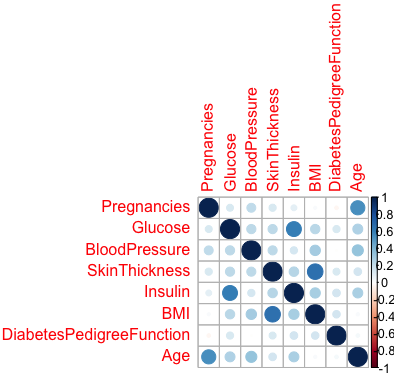 Pregnancies
Glucose
BloodPressure
SkinThickness
Insulin
BMI
DiabetesPedigreeFunction
Age
Pregnancies
Glucose
BloodPressure
SkinThickness
Insulin
BMI
DiabetesPedigreeFunction
Age
1
0.8
0.6
0.4
0.2
0
0.2
0.4
0.6
0.8
-1